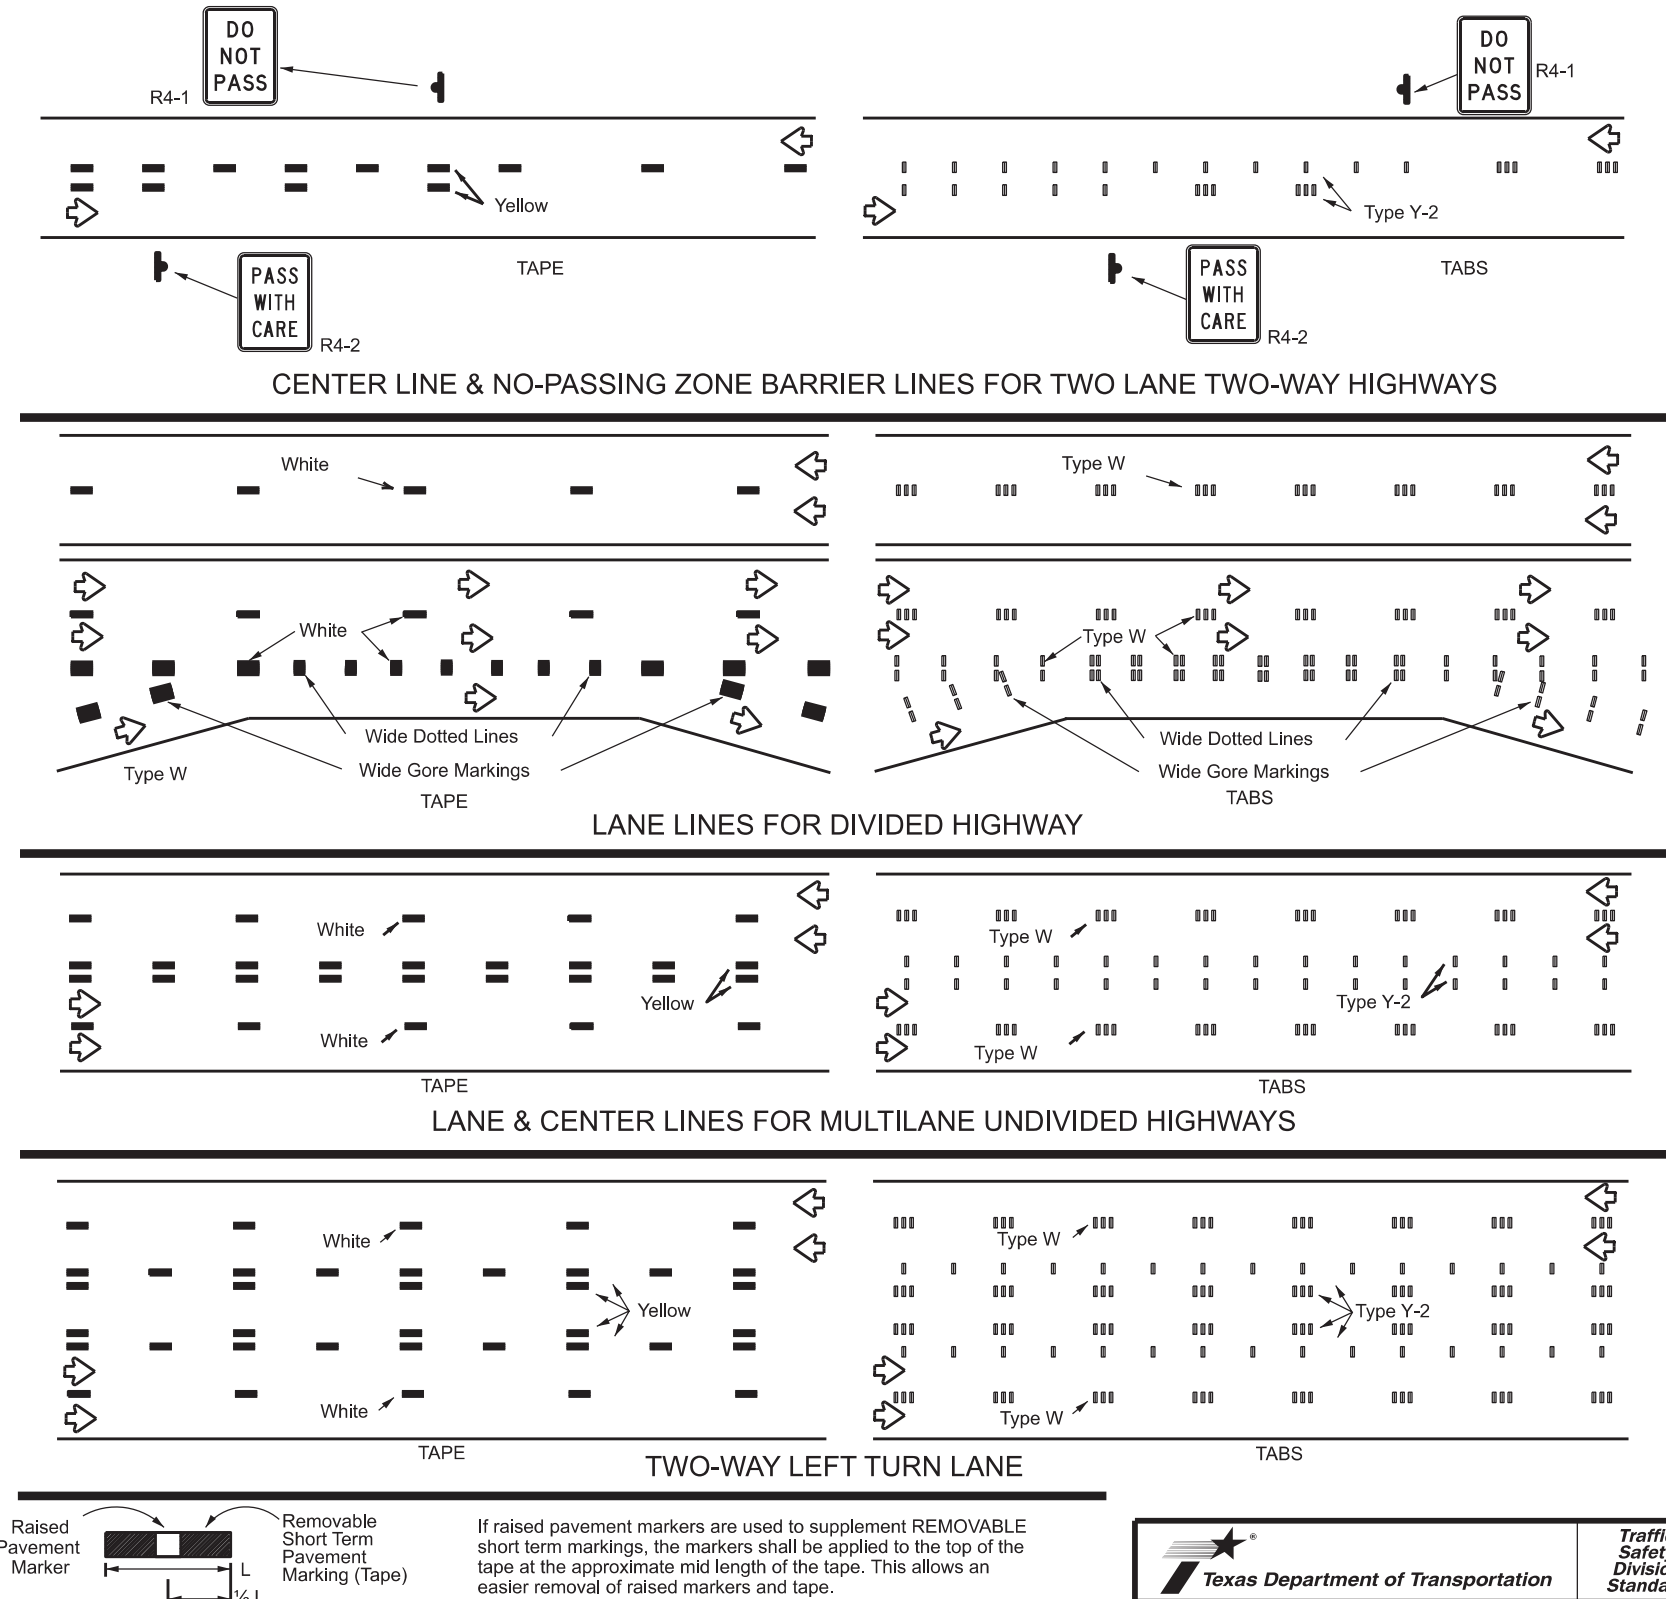 DO
NOT
PASS
R4-1
DO
NOT
PASS
R4-1
Yellow
Type Y-2
PASS
WITH
CARE
R4-2
TAPE
PASS
WITH
CARE
R4-2
TABS
CENTER LINE & NO-PASSING ZONE BARRIER LINES FOR TWO LANE TWO-WAY HIGHWAYS
White
Type W
White
Type W
Wide Dotted Lines
Wide Gore Markings
Type W
TAPE
Wide Dotted Lines
Wide Gore Markings
TABS
LANE LINES FOR DIVIDED HIGHWAY
White
Type W
Yellow
Type Y-2
White
Type W
TAPE
TABS
LANE & CENTER LINES FOR MULTILANE UNDIVIDED HIGHWAYS
White
Type W
Yellow
Type Y-2
White
Type W
TAPE
TABS
TWO-WAY LEFT TURN LANE
Raised
Pavement
Marker
L
½ L
Removable
Short Term
Pavement
Marking (Tape)
If raised pavement markers are used to supplement REMOVABLE
short term markings, the markers shall be applied to the top of the
tape at the approximate mid length of the tape. This allows an
easier removal of raised markers and tape.
®
Texas Department of Transportation
Traffic
Safety
Divisio
Standa